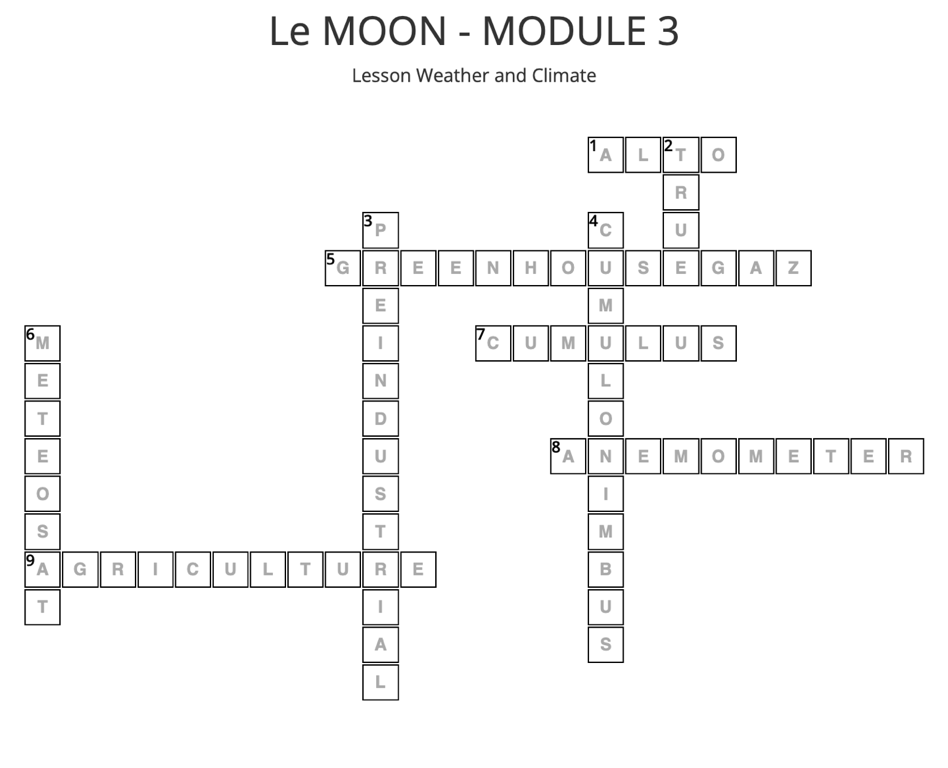 Le MOON - MODULE 3
Lesson Weather and Climate
1 A L 2 T O
R
3 P 4 C U
5 G R E E N H O U S E G A Z
E M
6 M I 7 C U M U L U S
E N L
T D O
E U 8 A N E M O M E T E R
O S I
S T M
9 A G R I C U L T U R E B
T I U
A S
L